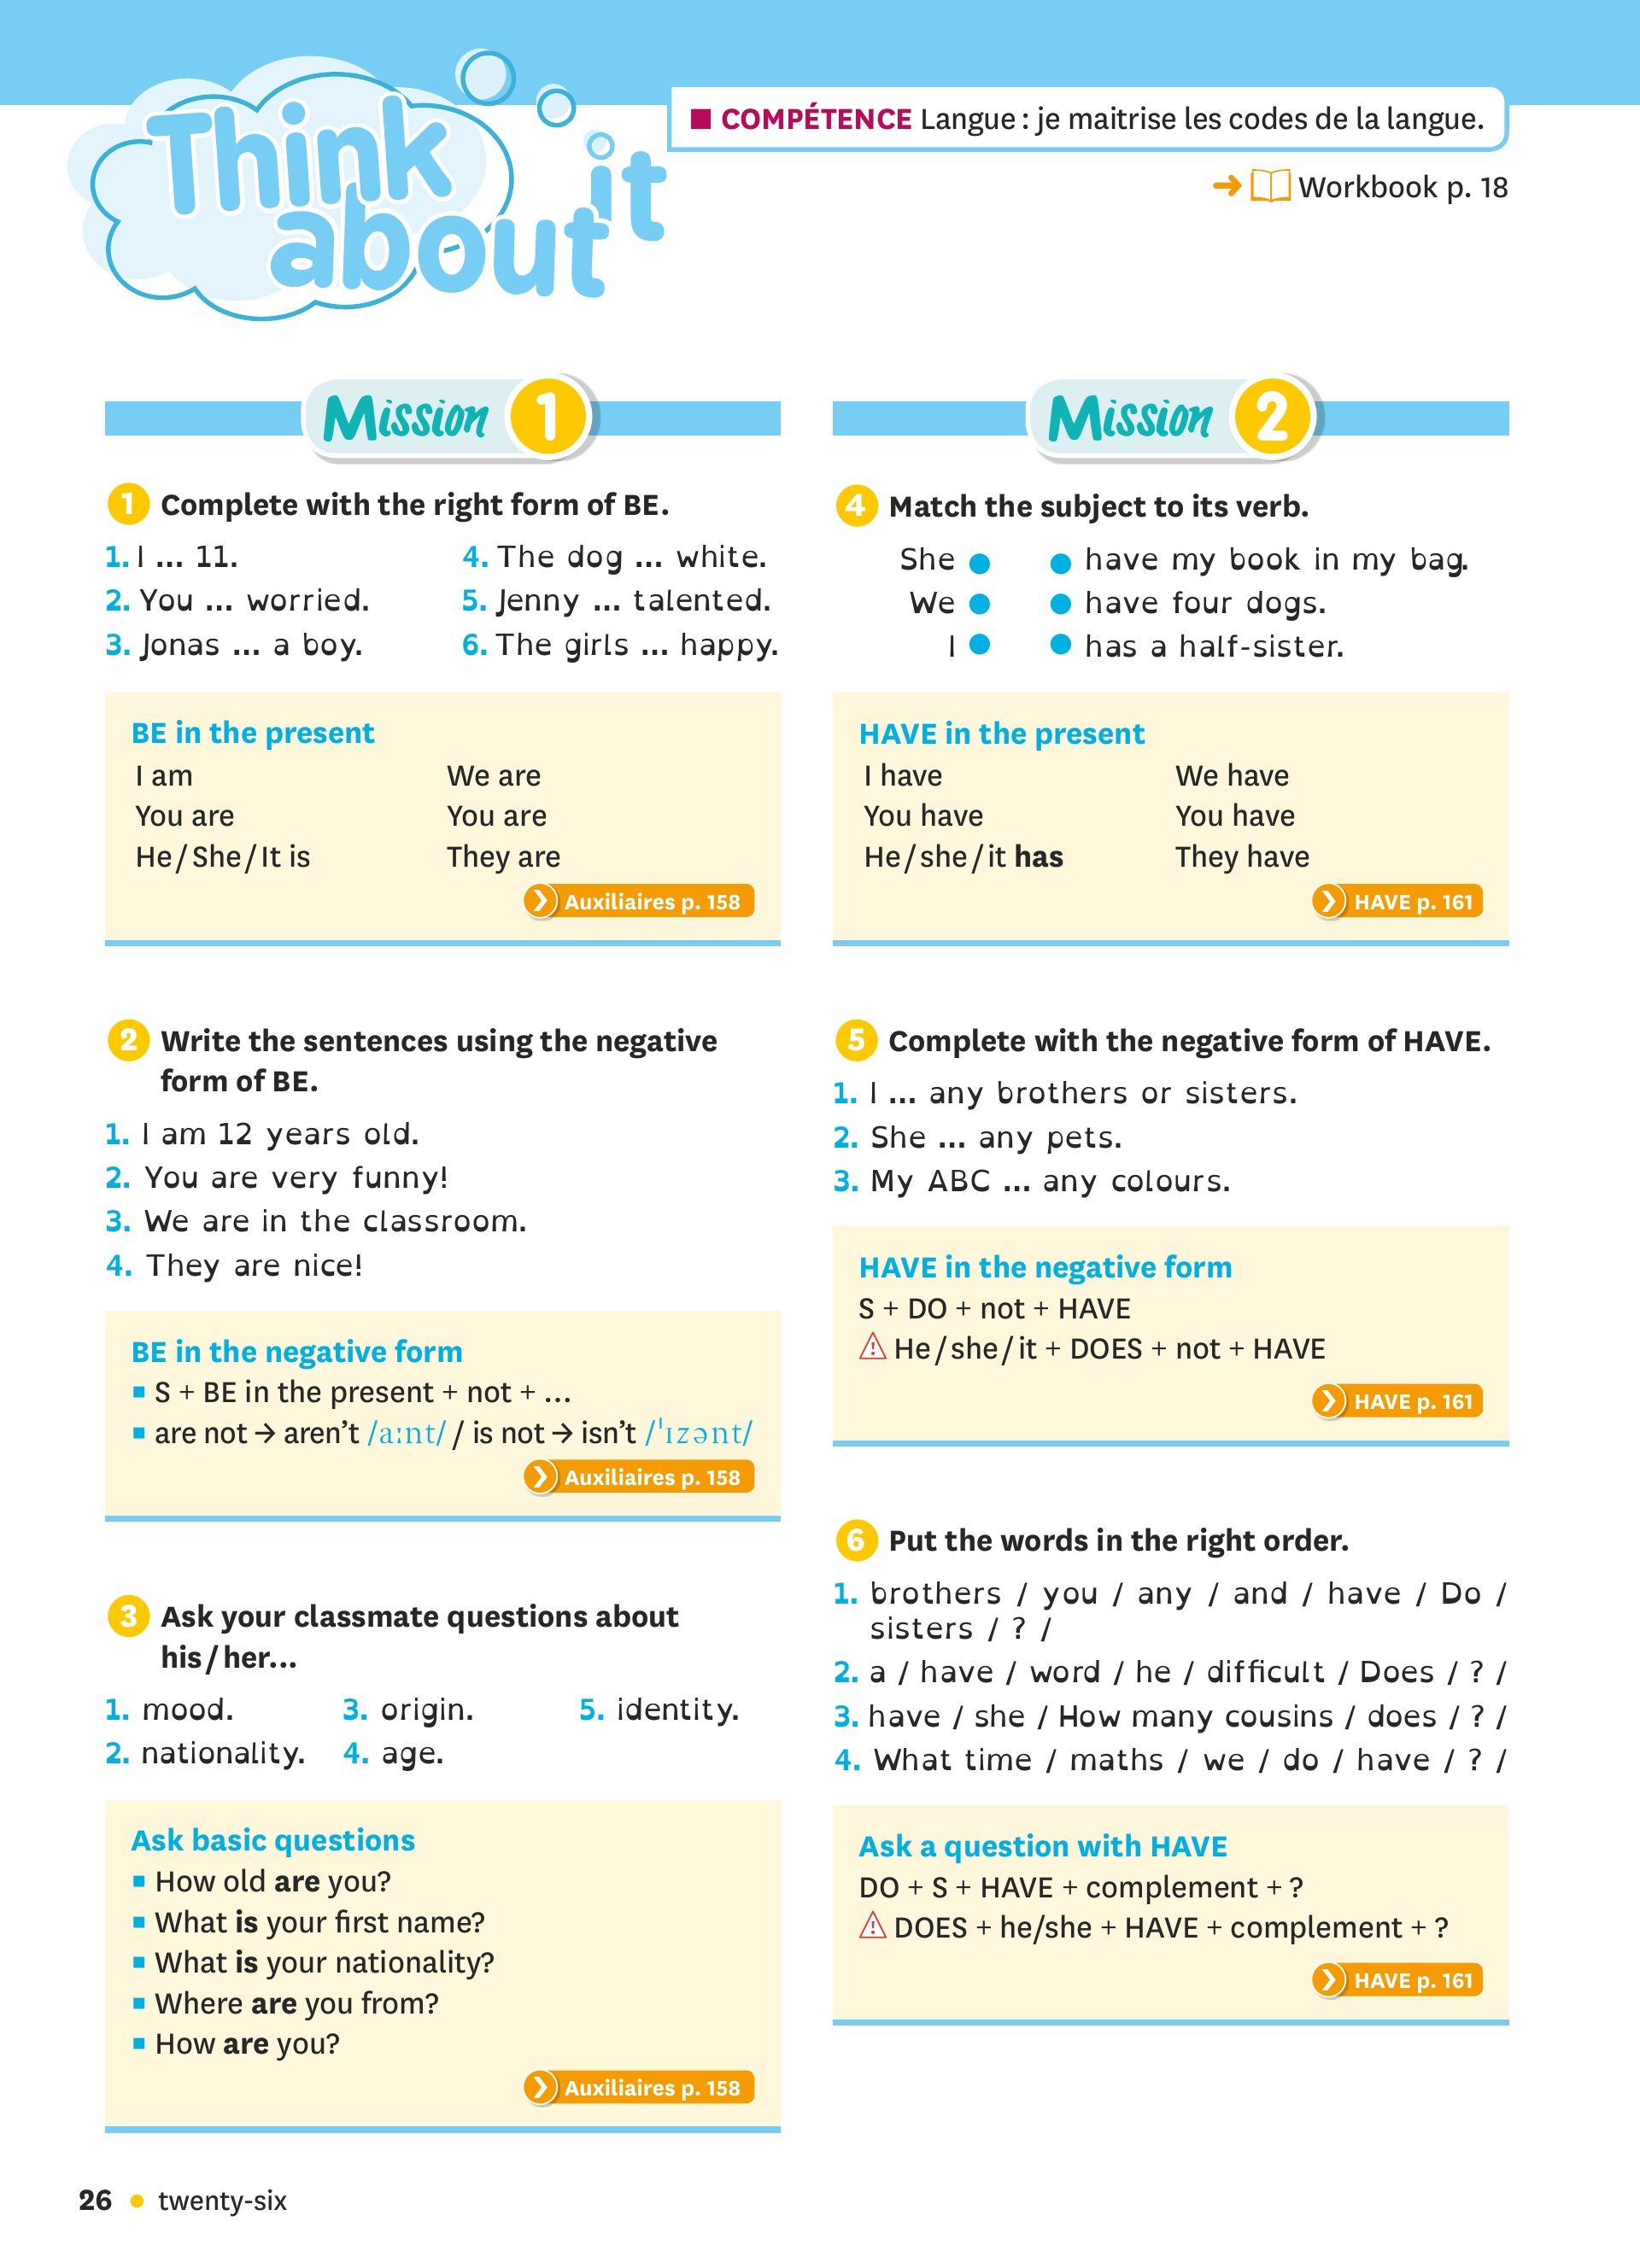 Think
about it
■ COMPÉTENCE Langue : je maitrise les codes de la langue.
➜ Workbook p. 18
Mission 1
1 Complete with the right form of BE.
1. I ... 11.
2. You ... worried.
3. Jonas ... a boy.
4. The dog ... white.
5. Jenny ... talented.
6. The girls ... happy.
BE in the present
I am
You are
He / She / It is
We are
You are
They are
Auxiliaires p. 158
2 Write the sentences using the negative
form of BE.
1. I am 12 years old.
2. You are very funny!
3. We are in the classroom.
4. They are nice!
BE in the negative form
▪ S + BE in the present + not + ...
▪ are not → aren't /aːnt/ / is not → isn't /ˈɪzənt/
Auxiliaires p. 158
3 Ask your classmate questions about
his / her...
1. mood.
2. nationality.
3. origin.
4. age.
5. identity.
Ask basic questions
▪ How old are you?
▪ What is your first name?
▪ What is your nationality?
▪ Where are you from?
▪ How are you?
Auxiliaires p. 158
Mission 2
4 Match the subject to its verb.
She ● ● have my book in my bag.
We ● ● have four dogs.
I ● ● has a half-sister.
HAVE in the present
I have
You have
He / she / it has
We have
You have
They have
HAVE p. 161
5 Complete with the negative form of HAVE.
1. I ... any brothers or sisters.
2. She ... any pets.
3. My ABC ... any colours.
HAVE in the negative form
S + DO + not + HAVE
⚠ He / she / it + DOES + not + HAVE
HAVE p. 161
6 Put the words in the right order.
1. brothers / you / any / and / have / Do /
sisters / ? /
2. a / have / word / he / difficult / Does / ? /
3. have / she / How many cousins / does / ? /
4. What time / maths / we / do / have / ? /
Ask a question with HAVE
DO + S + HAVE + complement + ?
⚠ DOES + he/she + HAVE + complement + ?
HAVE p. 161
26 • twenty-six